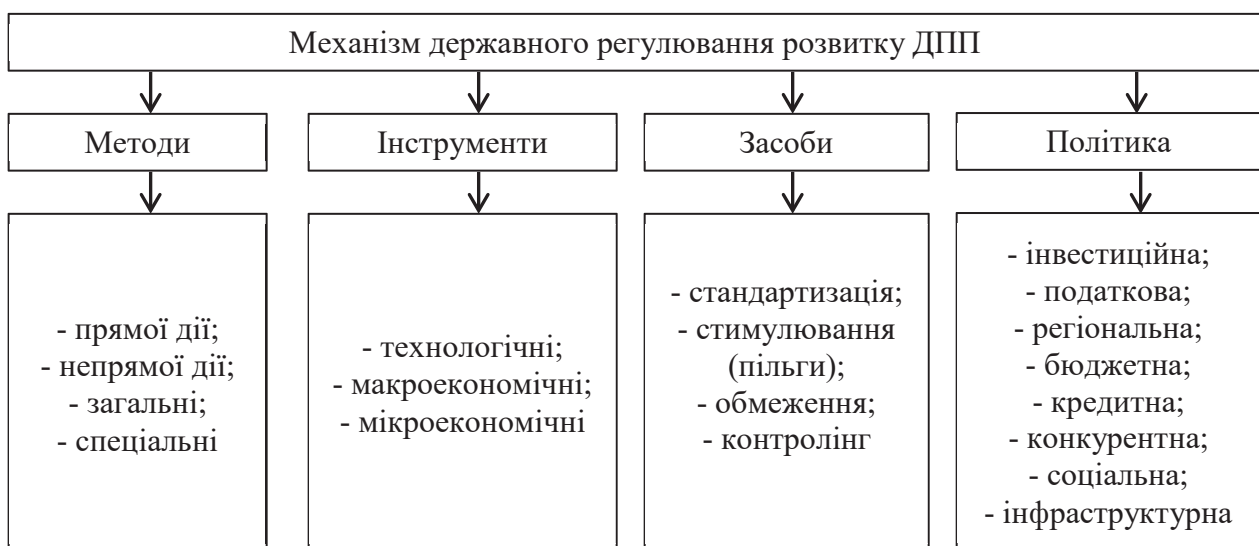 Механізм державного регулювання розвитку ДПП
Методи
Інструменти
Засоби
Політика
- прямої дії;
- непрямої дії;
- загальні;
- спеціальні
- технологічні;
- макроекономічні;
- мікроекономічні
- стандартизація;
- стимулювання
(пільги);
- обмеження;
- контролінг
- інвестиційна;
- податкова;
- регіональна;
- бюджетна;
- кредитна;
- конкурентна;
- соціальна;
- інфраструктурна